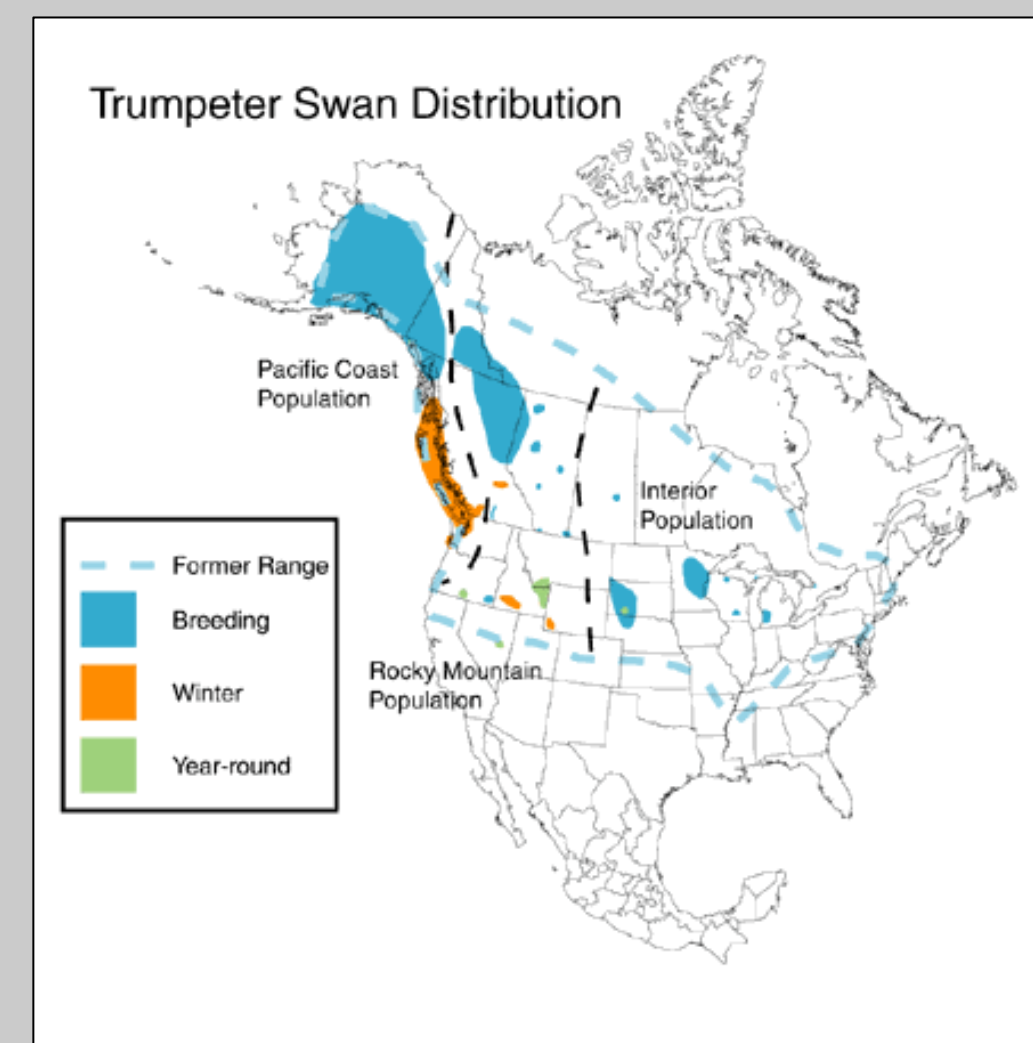 Trumpeter Swan Distribution
Pacific Coast
Population
Interior
Population
Rocky Mountain
Population
Former Range
Breeding
Winter
Year-round